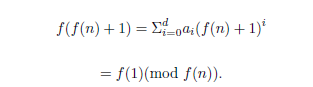 f(f(n) + 1) = Σ_{i=0}^{d} a_i(f(n) + 1)^i
= f(1)(mod f(n)).